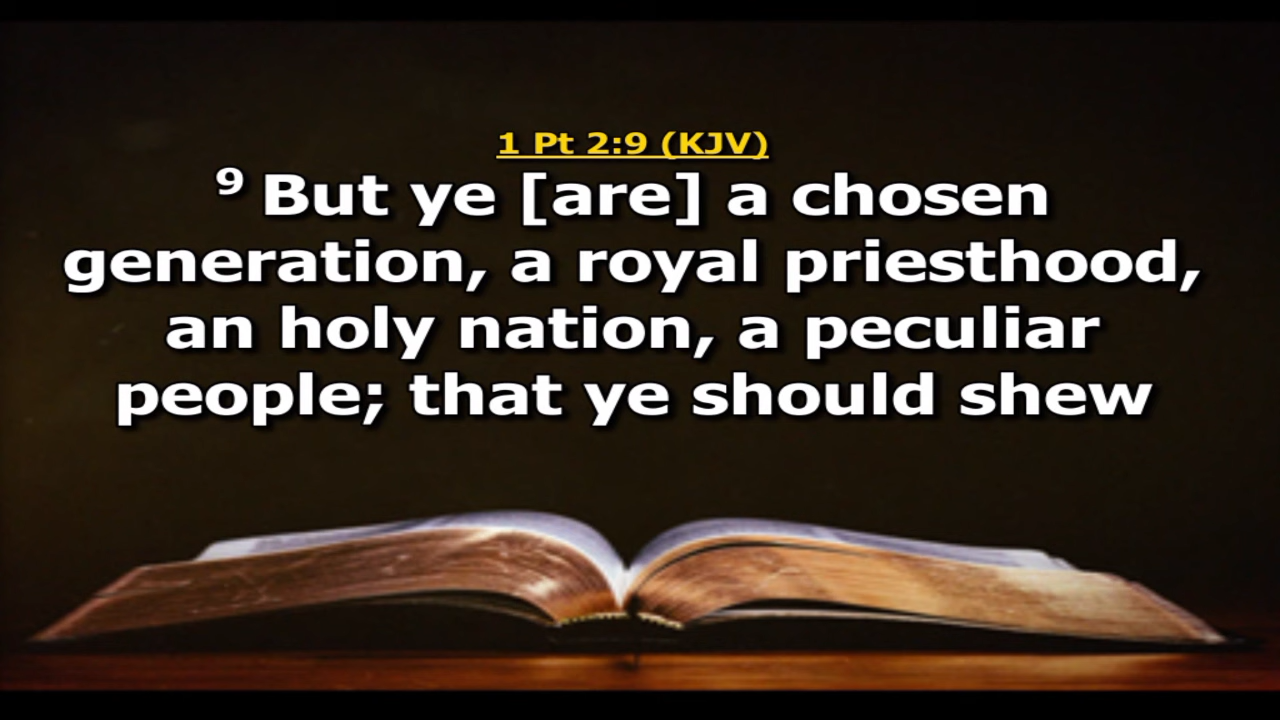 1 Pt 2:9 (KJV)
9 But ye [are] a chosen
generation, a royal priesthood,
an holy nation, a peculiar
people; that ye should shew